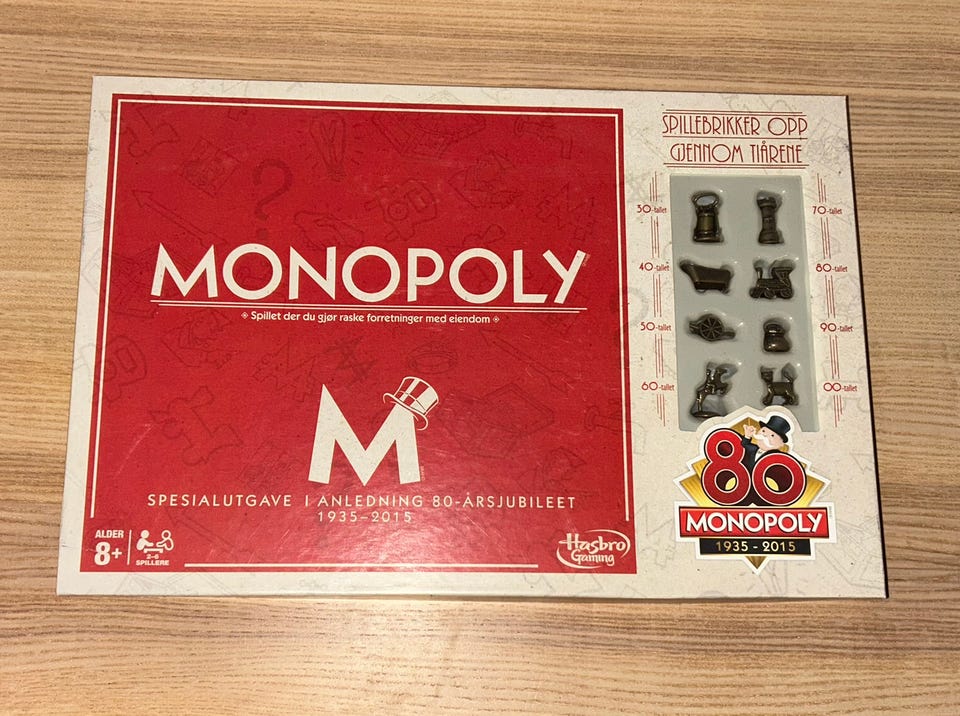 MONOPOLY
Spillet der du gjør raske forretninger med eiendom
M
SPESIALUTGAVE I ANLEDNING 80-ÅRSJUBILEET
1935-2015
ALDER
8+
2-6
SPILLERE
Hasbro
Gaming
SPILLEBRIKKER OPP
GJENNOM TIÅRENE
30-tallet
70-tallet
40-tallet
80-tallet
50-tallet
90-tallet
60-tallet
00-tallet
80
MONOPOLY
1935 - 2015